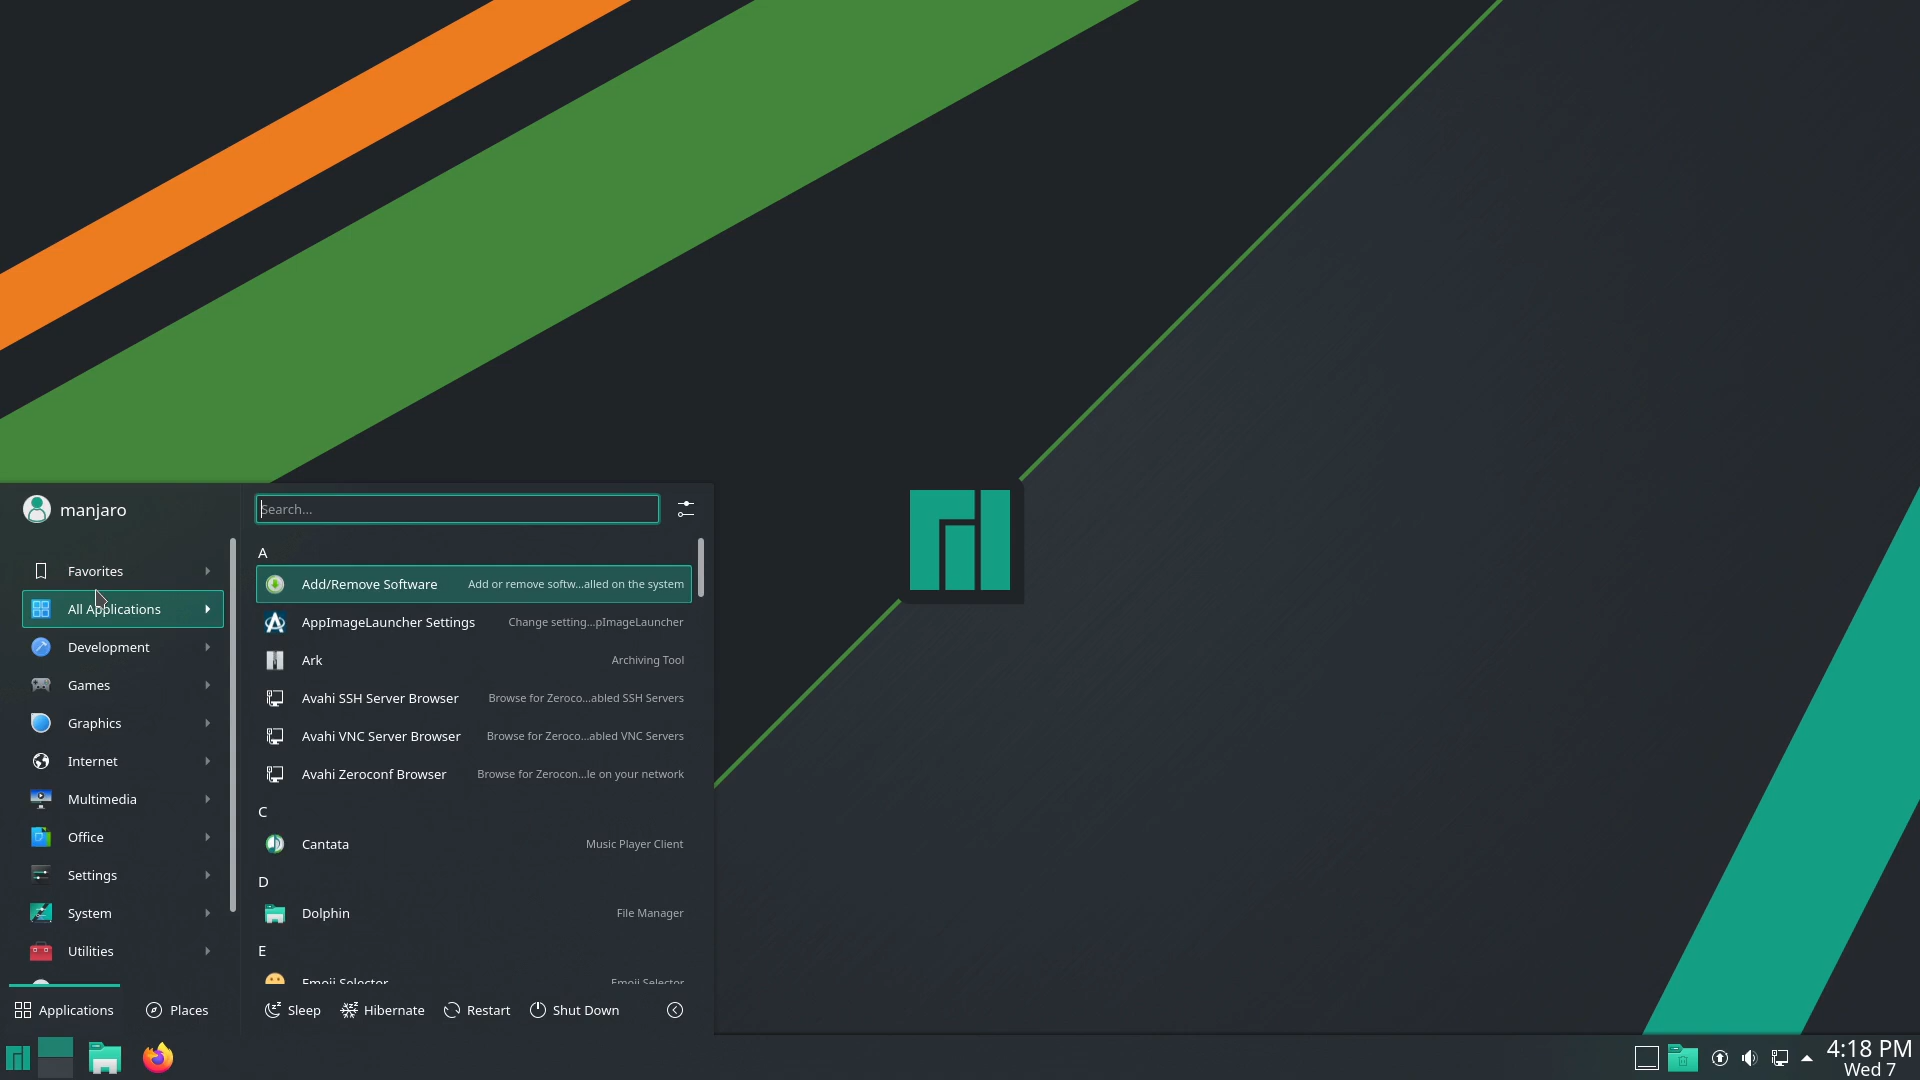 manjaro
Search...
Favorites
All Applications
Development
Games
Graphics
Internet
Multimedia
Office
Settings
System
Utilities
A
Add/Remove Software Add or remove softw...alled on the system
AppImageLauncher Settings Change setting...pImageLauncher
Ark Archiving Tool
Avahi SSH Server Browser Browse for Zeroco...abled SSH Servers
Avahi VNC Server Browser Browse for Zeroco...abled VNC Servers
Avahi Zeroconf Browser Browse for Zerocon...le on your network
C
Cantata Music Player Client
D
Dolphin File Manager
E
Emoji Selector Emoji Selector
Applications Places Sleep Hibernate Restart Shut Down
4:18 PM
Wed 7